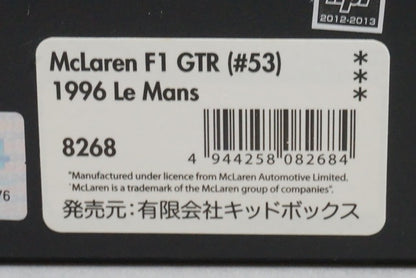 2012-2013
McLaren F1 GTR (#53)
1996 Le Mans
***
8268
4 944258 082684
"Manufactured under licence from McLaren Automotive Limited.
'McLaren is a trademark of the McLaren group of companies".
発売元:有限会社キッドボックス
76